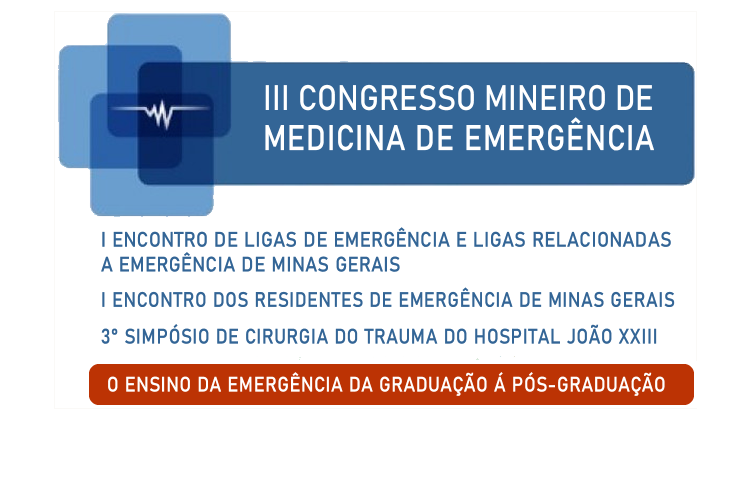 III CONGRESSO MINEIRO DE
MEDICINA DE EMERGÊNCIA
I ENCONTRO DE LIGAS DE EMERGÊNCIA E LIGAS RELACIONADAS
A EMERGÊNCIA DE MINAS GERAIS
I ENCONTRO DOS RESIDENTES DE EMERGÊNCIA DE MINAS GERAIS
3º SIMPÓSIO DE CIRURGIA DO TRAUMA DO HOSPITAL JOÃO XXIII
O ENSINO DA EMERGÊNCIA DA GRADUAÇÃO Á PÓS-GRADUAÇÃO